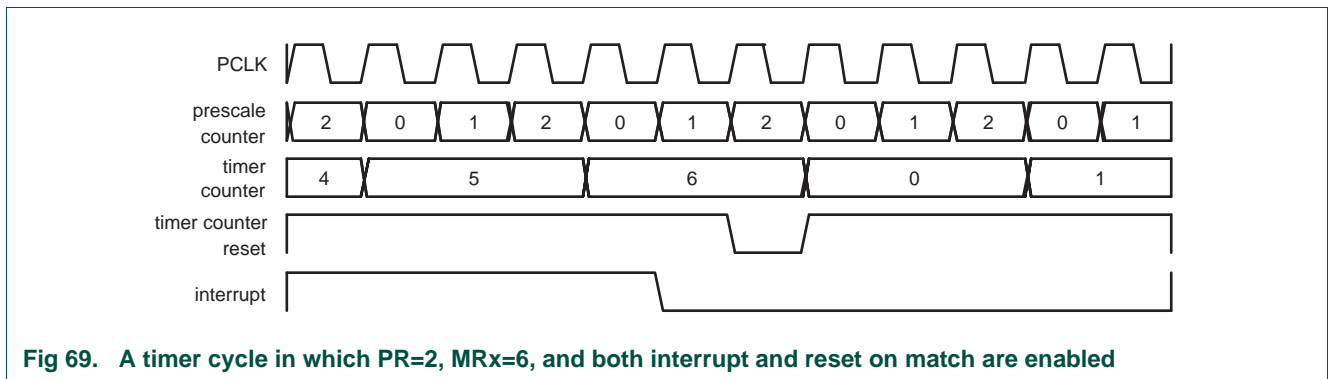 PCLK
prescale
counter
2 0 1 2 0 1 2 0 1 2 0 1
timer
counter
4 5 6 0 1
timer counter
reset
interrupt
Fig 69. A timer cycle in which PR=2, MRx=6, and both interrupt and reset on match are enabled